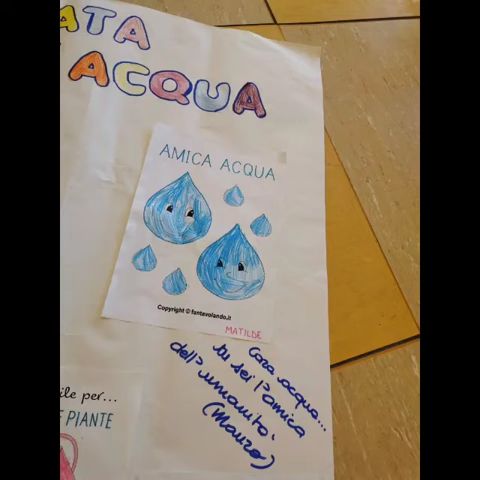 ATA
ACQUA
AMICA ACQUA
Copyright © fantavolando.it
MATILDE
Cara acqua...
tu sei l'amica
dell'umanità.
(Mauro)
ile per...
PIANTE